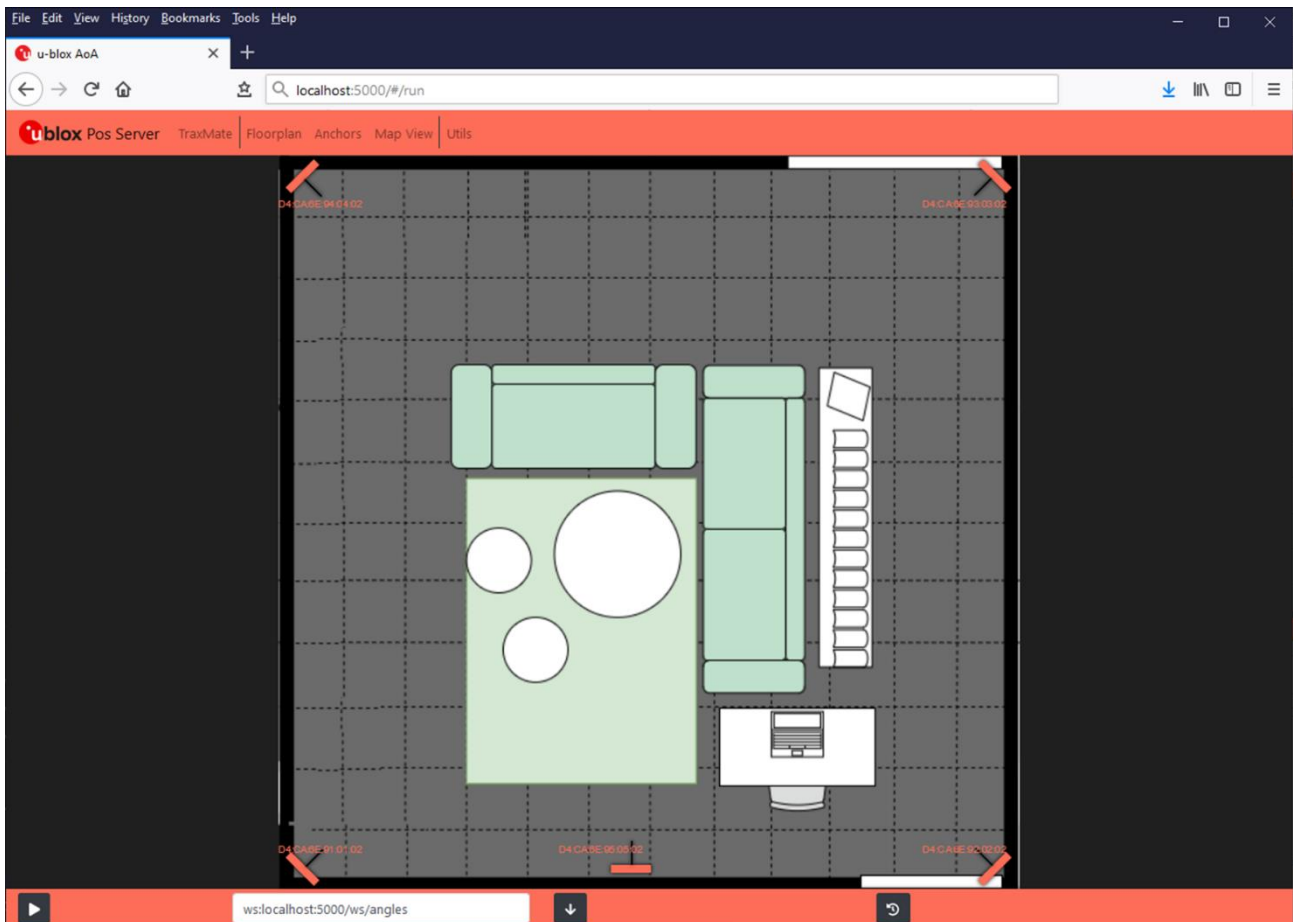 File Edit View History Bookmarks Tools Help
u-blox AoA
localhost:5000/#/run
ublox Pos Server TraxMate Floorplan Anchors Map View Utils
D4:CA:6E:94:04:02 D4:CA:6E:93:03:02
D4:CA:6E:91:01:02 D4:CA:6E:95:05:02 D4:CA:6E:92:02:02
ws:localhost:5000/ws/angles